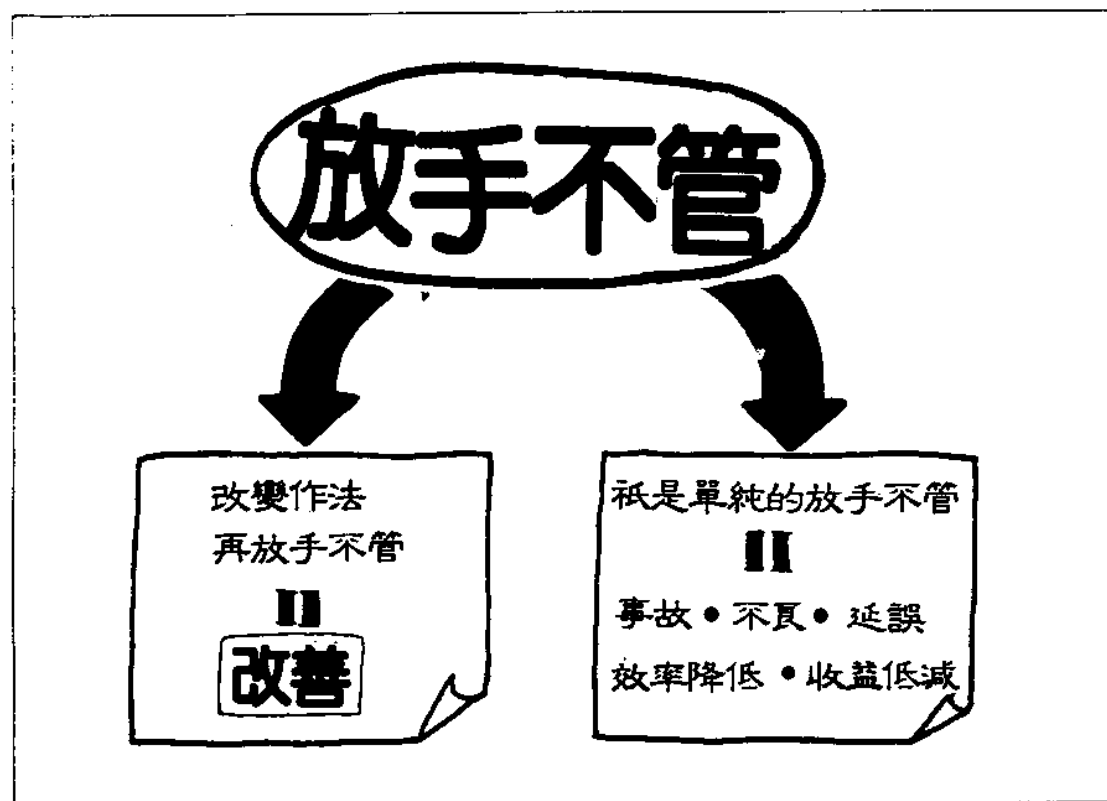 放手不管
改變作法
再放手不管
=
改善
祇是單純的放手不管
=
事故•不良•延誤
效率降低•收益低減